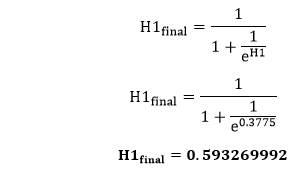 H1final = 1 / (1 + 1 / e^H1)
H1final = 1 / (1 + 1 / e^0.3775)
H1final = 0.593269992